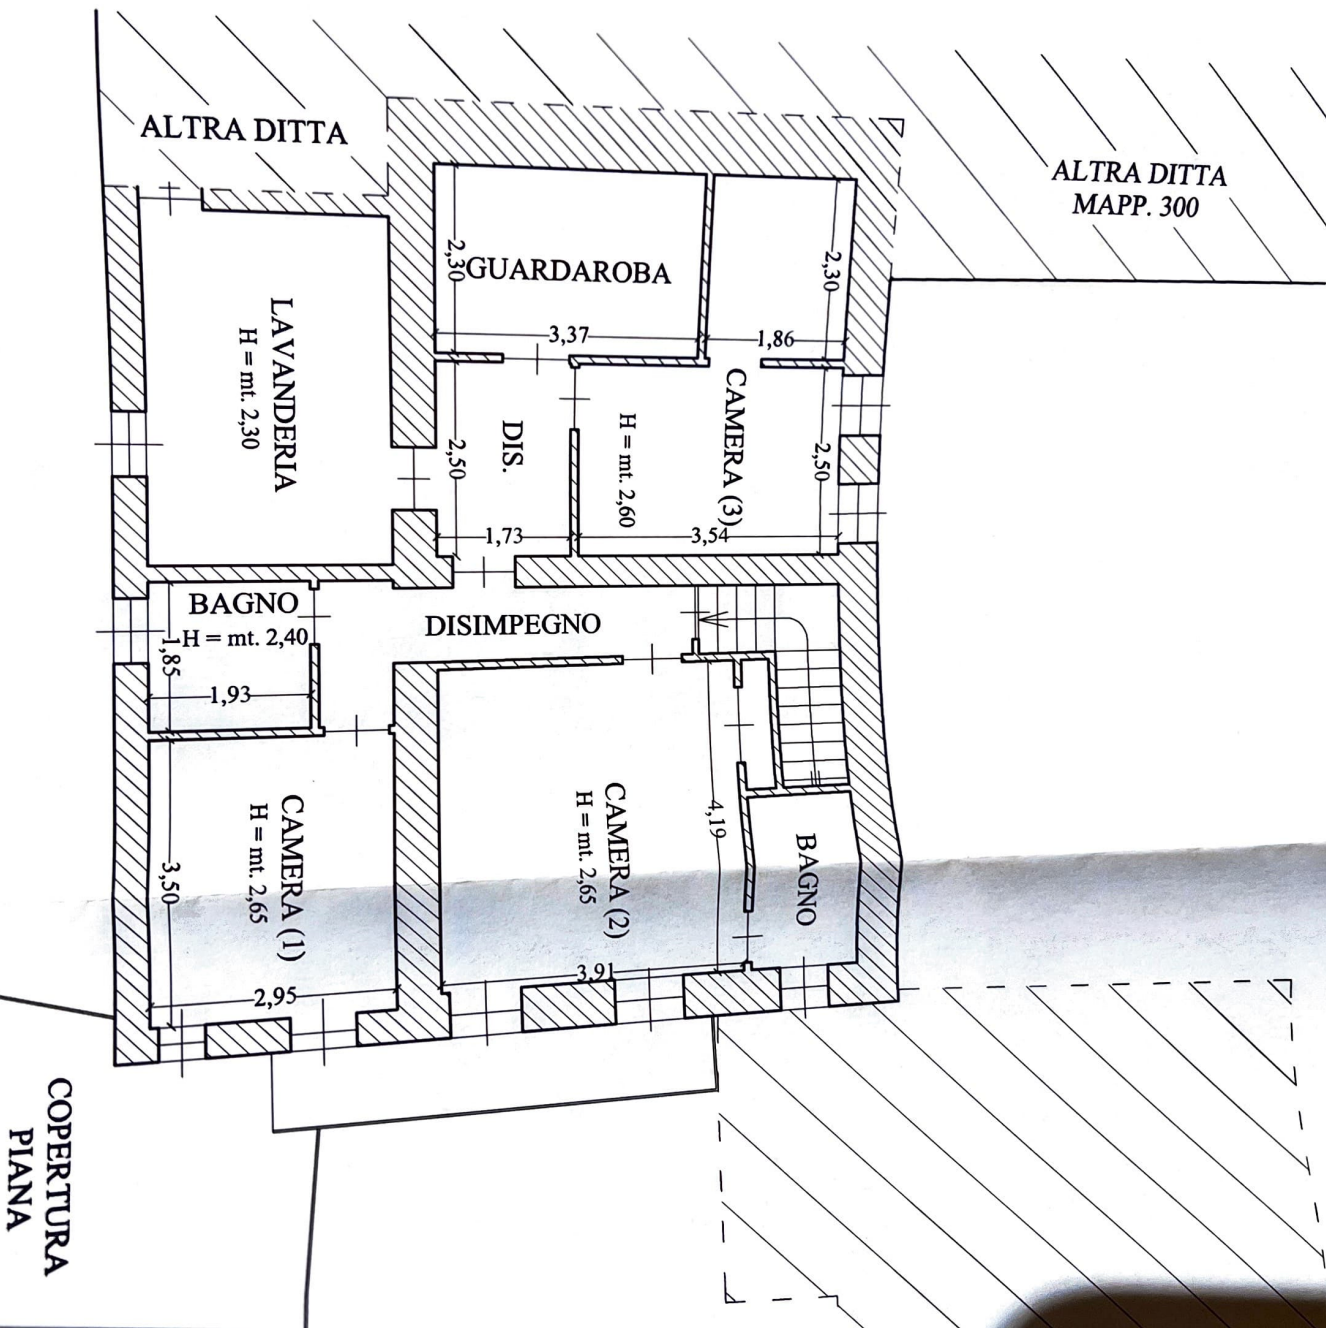 ALTRA DITTA
ALTRA DITTA
MAPP. 300
2,30
GUARDAROBA
2,30
3,37
1,86
LAVANDERIA
H = mt. 2,30
2,50
DIS.
H = mt. 2,60
CAMERA (3)
2,50
1,73
3,54
BAGNO
H = mt. 2,40
1,85
1,93
DISIMPEGNO
CAMERA (1)
H = mt. 2,65
3,50
2,95
CAMERA (2)
H = mt. 2,65
4,19
3,91
BAGNO
COPERTURA
PIANA